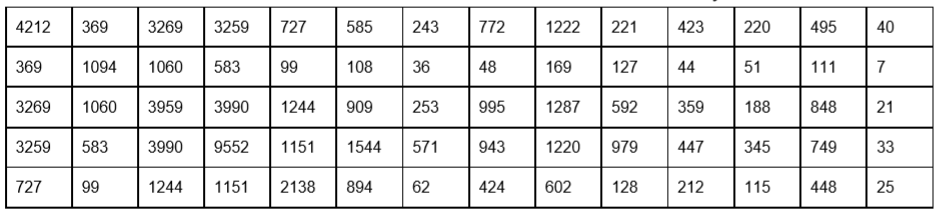 4212 369 3269 3259 727 585 243 772 1222 221 423 220 495 40
369 1094 1060 583 99 108 36 48 169 127 44 51 111 7
3269 1060 3959 3990 1244 909 253 995 1287 592 359 188 848 21
3259 583 3990 9552 1151 1544 571 943 1220 979 447 345 749 33
727 99 1244 1151 2138 894 62 424 602 128 212 115 448 25